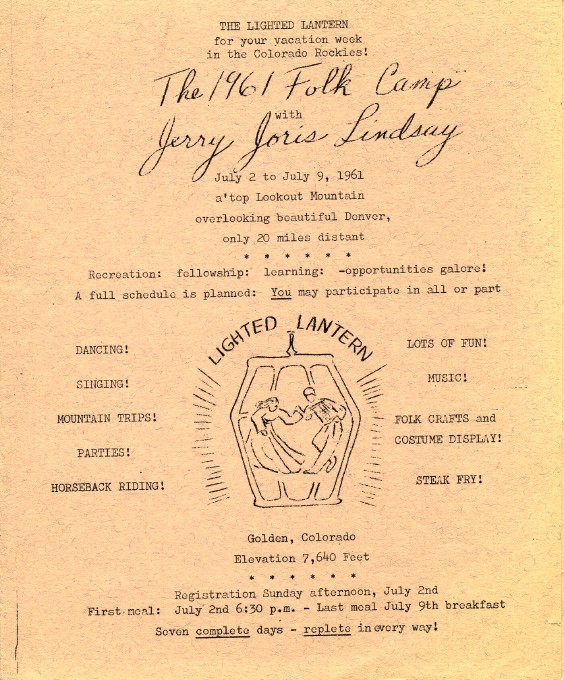 THE LIGHTED LANTERN
for your vacation week
in the Colorado Rockies!
The 1961 Folk Camp
with
Jerry Joris Lindsay
July 2 to July 9, 1961
a'top Lookout Mountain
overlooking beautiful Denver,
only 20 miles distant
* * * * * *
Recreation: fellowship: learning: -opportunities galore!
A full schedule is planned: You may participate in all or part
LIGHTED LANTERN
DANCING!
SINGING!
MOUNTAIN TRIPS!
PARTIES!
HORSEBACK RIDING!
LOTS OF FUN!
MUSIC!
FOLK CRAFTS and
COSTUME DISPLAY!
STEAK FRY!
Golden, Colorado
Elevation 7,640 Feet
* * * * * *
Registration Sunday afternoon, July 2nd
First meal: July 2nd 6:30 p.m. - Last meal July 9th breakfast
Seven complete days - replete in every way!